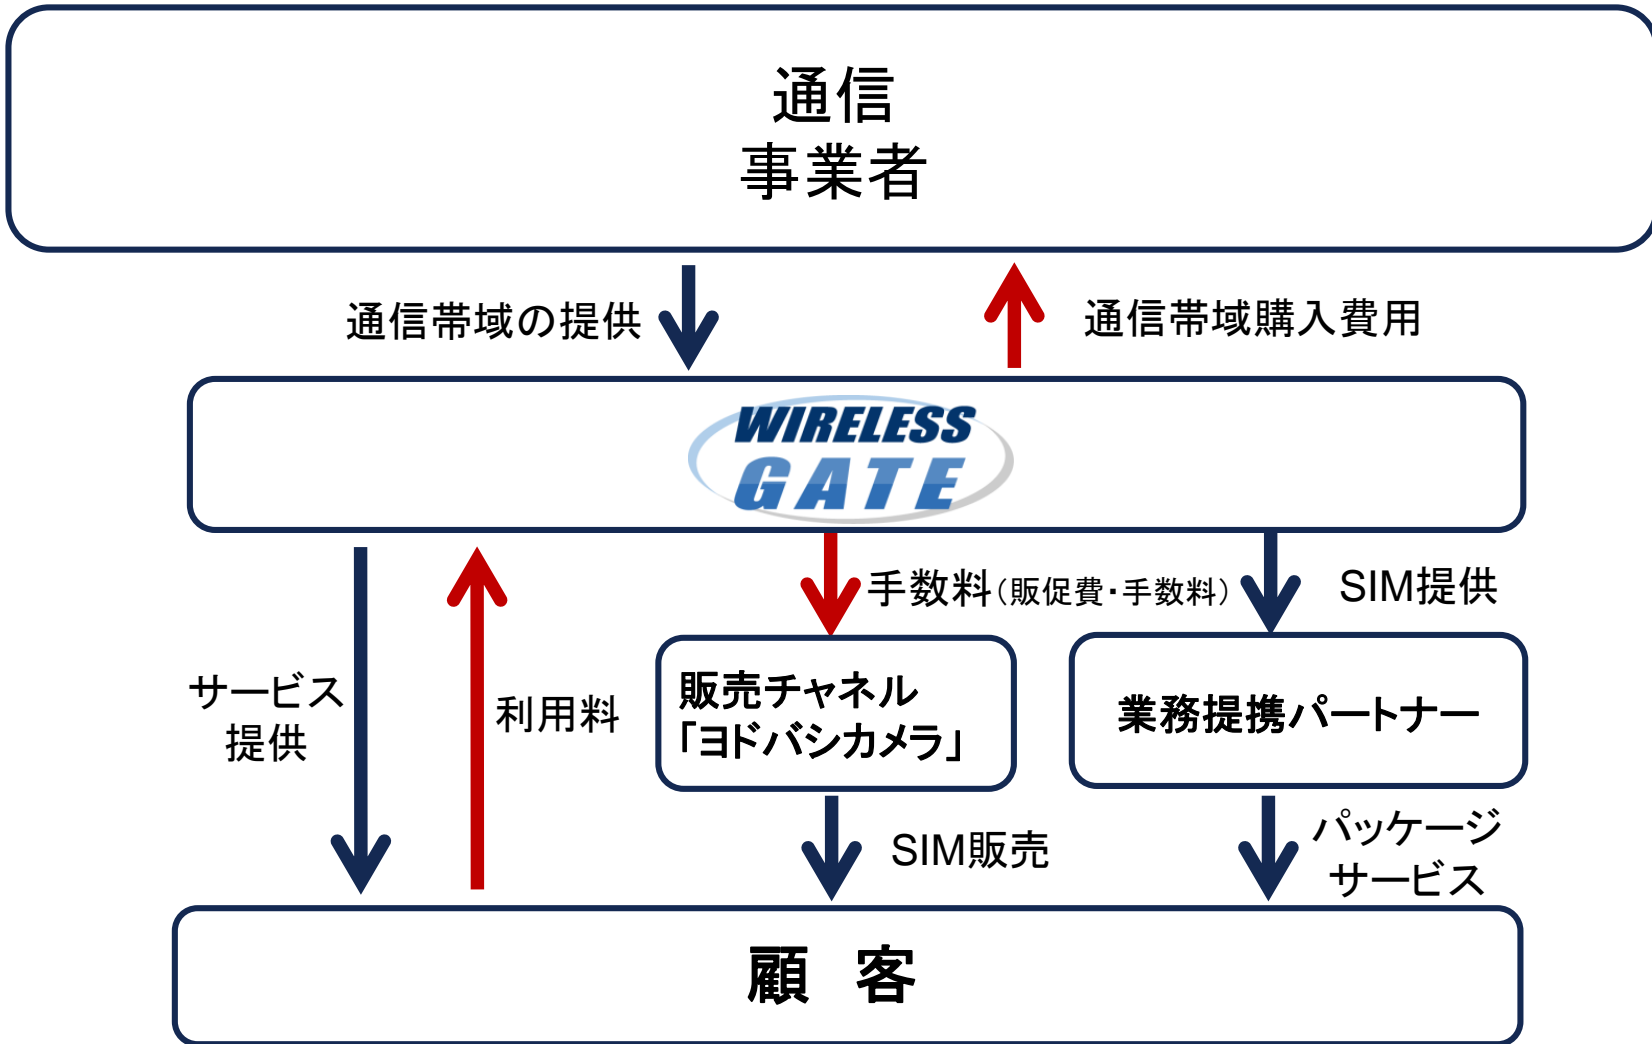 通信
事業者
通信帯域の提供
通信帯域購入費用
WIRELESS
GATE
手数料(販促費・手数料)
SIM提供
サービス
提供
利用料
販売チャネル
「ヨドバシカメラ」
業務提携パートナー
SIM販売
パッケージ
サービス
顧 客